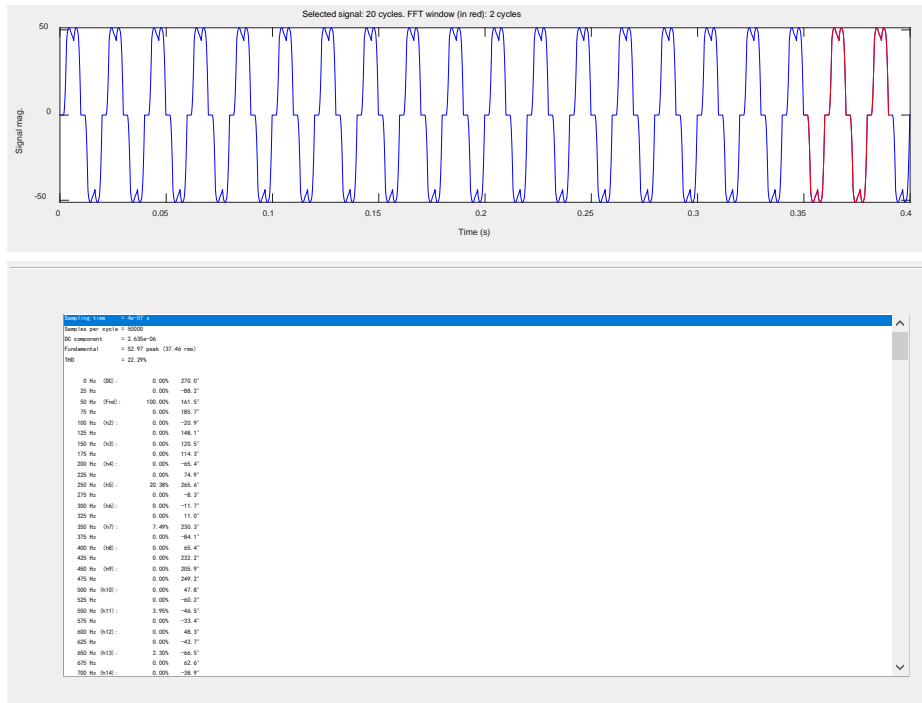 Selected signal: 20 cycles. FFT window (in red): 2 cycles
50
0
-50
Signal mag.
0 0.05 0.1 0.15 0.2 0.25 0.3 0.35 0.4
Time (s)
Sampling time = 4e-07 s
Samples per cycle = 50000
DC component = 2.635e-06
Fundamental = 52.97 peak (37.46 rms)
THD = 22.29%
0 Hz (DC): 0.00% 270.0°
25 Hz 0.00% -88.2°
50 Hz (Fnd): 100.00% 161.5°
75 Hz 0.00% 185.7°
100 Hz (h2): 0.00% -20.9°
125 Hz 0.00% 148.1°
150 Hz (h3): 0.00% 120.5°
175 Hz 0.00% 114.3°
200 Hz (h4): 0.00% -65.4°
225 Hz 0.00% 74.9°
250 Hz (h5): 20.38% 265.6°
275 Hz 0.00% -8.3°
300 Hz (h6): 0.00% -11.7°
325 Hz 0.00% 11.0°
350 Hz (h7): 7.49% 230.3°
375 Hz 0.00% -84.1°
400 Hz (h8): 0.00% 65.4°
425 Hz 0.00% 232.2°
450 Hz (h9): 0.00% 205.9°
475 Hz 0.00% 249.2°
500 Hz (h10): 0.00% 47.8°
525 Hz 0.00% -60.2°
550 Hz (h11): 3.95% -46.5°
575 Hz 0.00% -33.4°
600 Hz (h12): 0.00% 48.3°
625 Hz 0.00% -43.7°
650 Hz (h13): 2.30% -66.5°
675 Hz 0.00% 62.6°
700 Hz (h14): 0.00% -38.9°